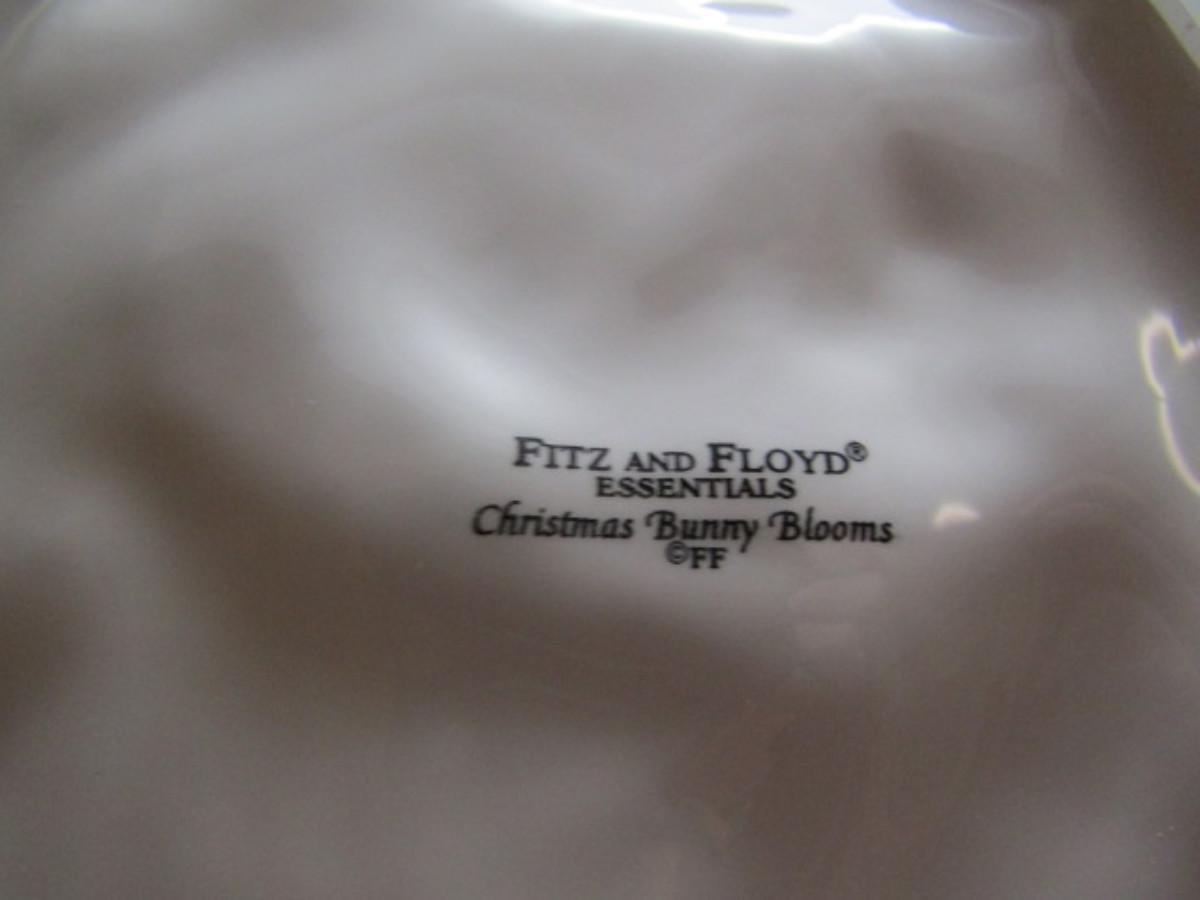 FITZ AND FLOYD®
ESSENTIALS
Christmas Bunny Blooms
©FF